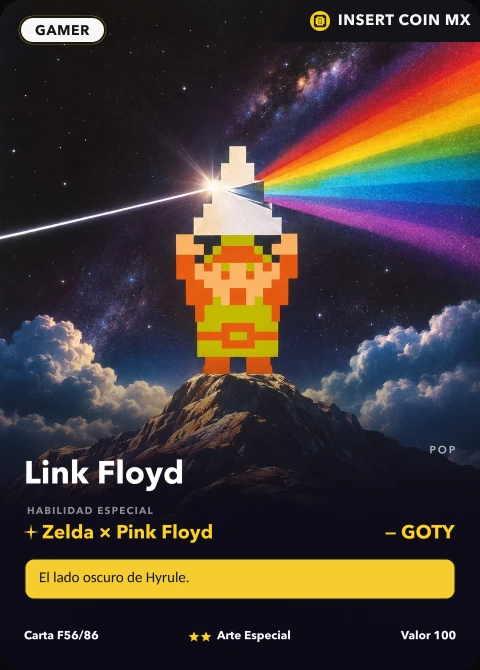 GAMER
INSERT COIN MX
POP
Link Floyd
HABILIDAD ESPECIAL
Zelda × Pink Floyd – GOTY
El lado oscuro de Hyrule.
Carta F56/86 ★★ Arte Especial Valor 100